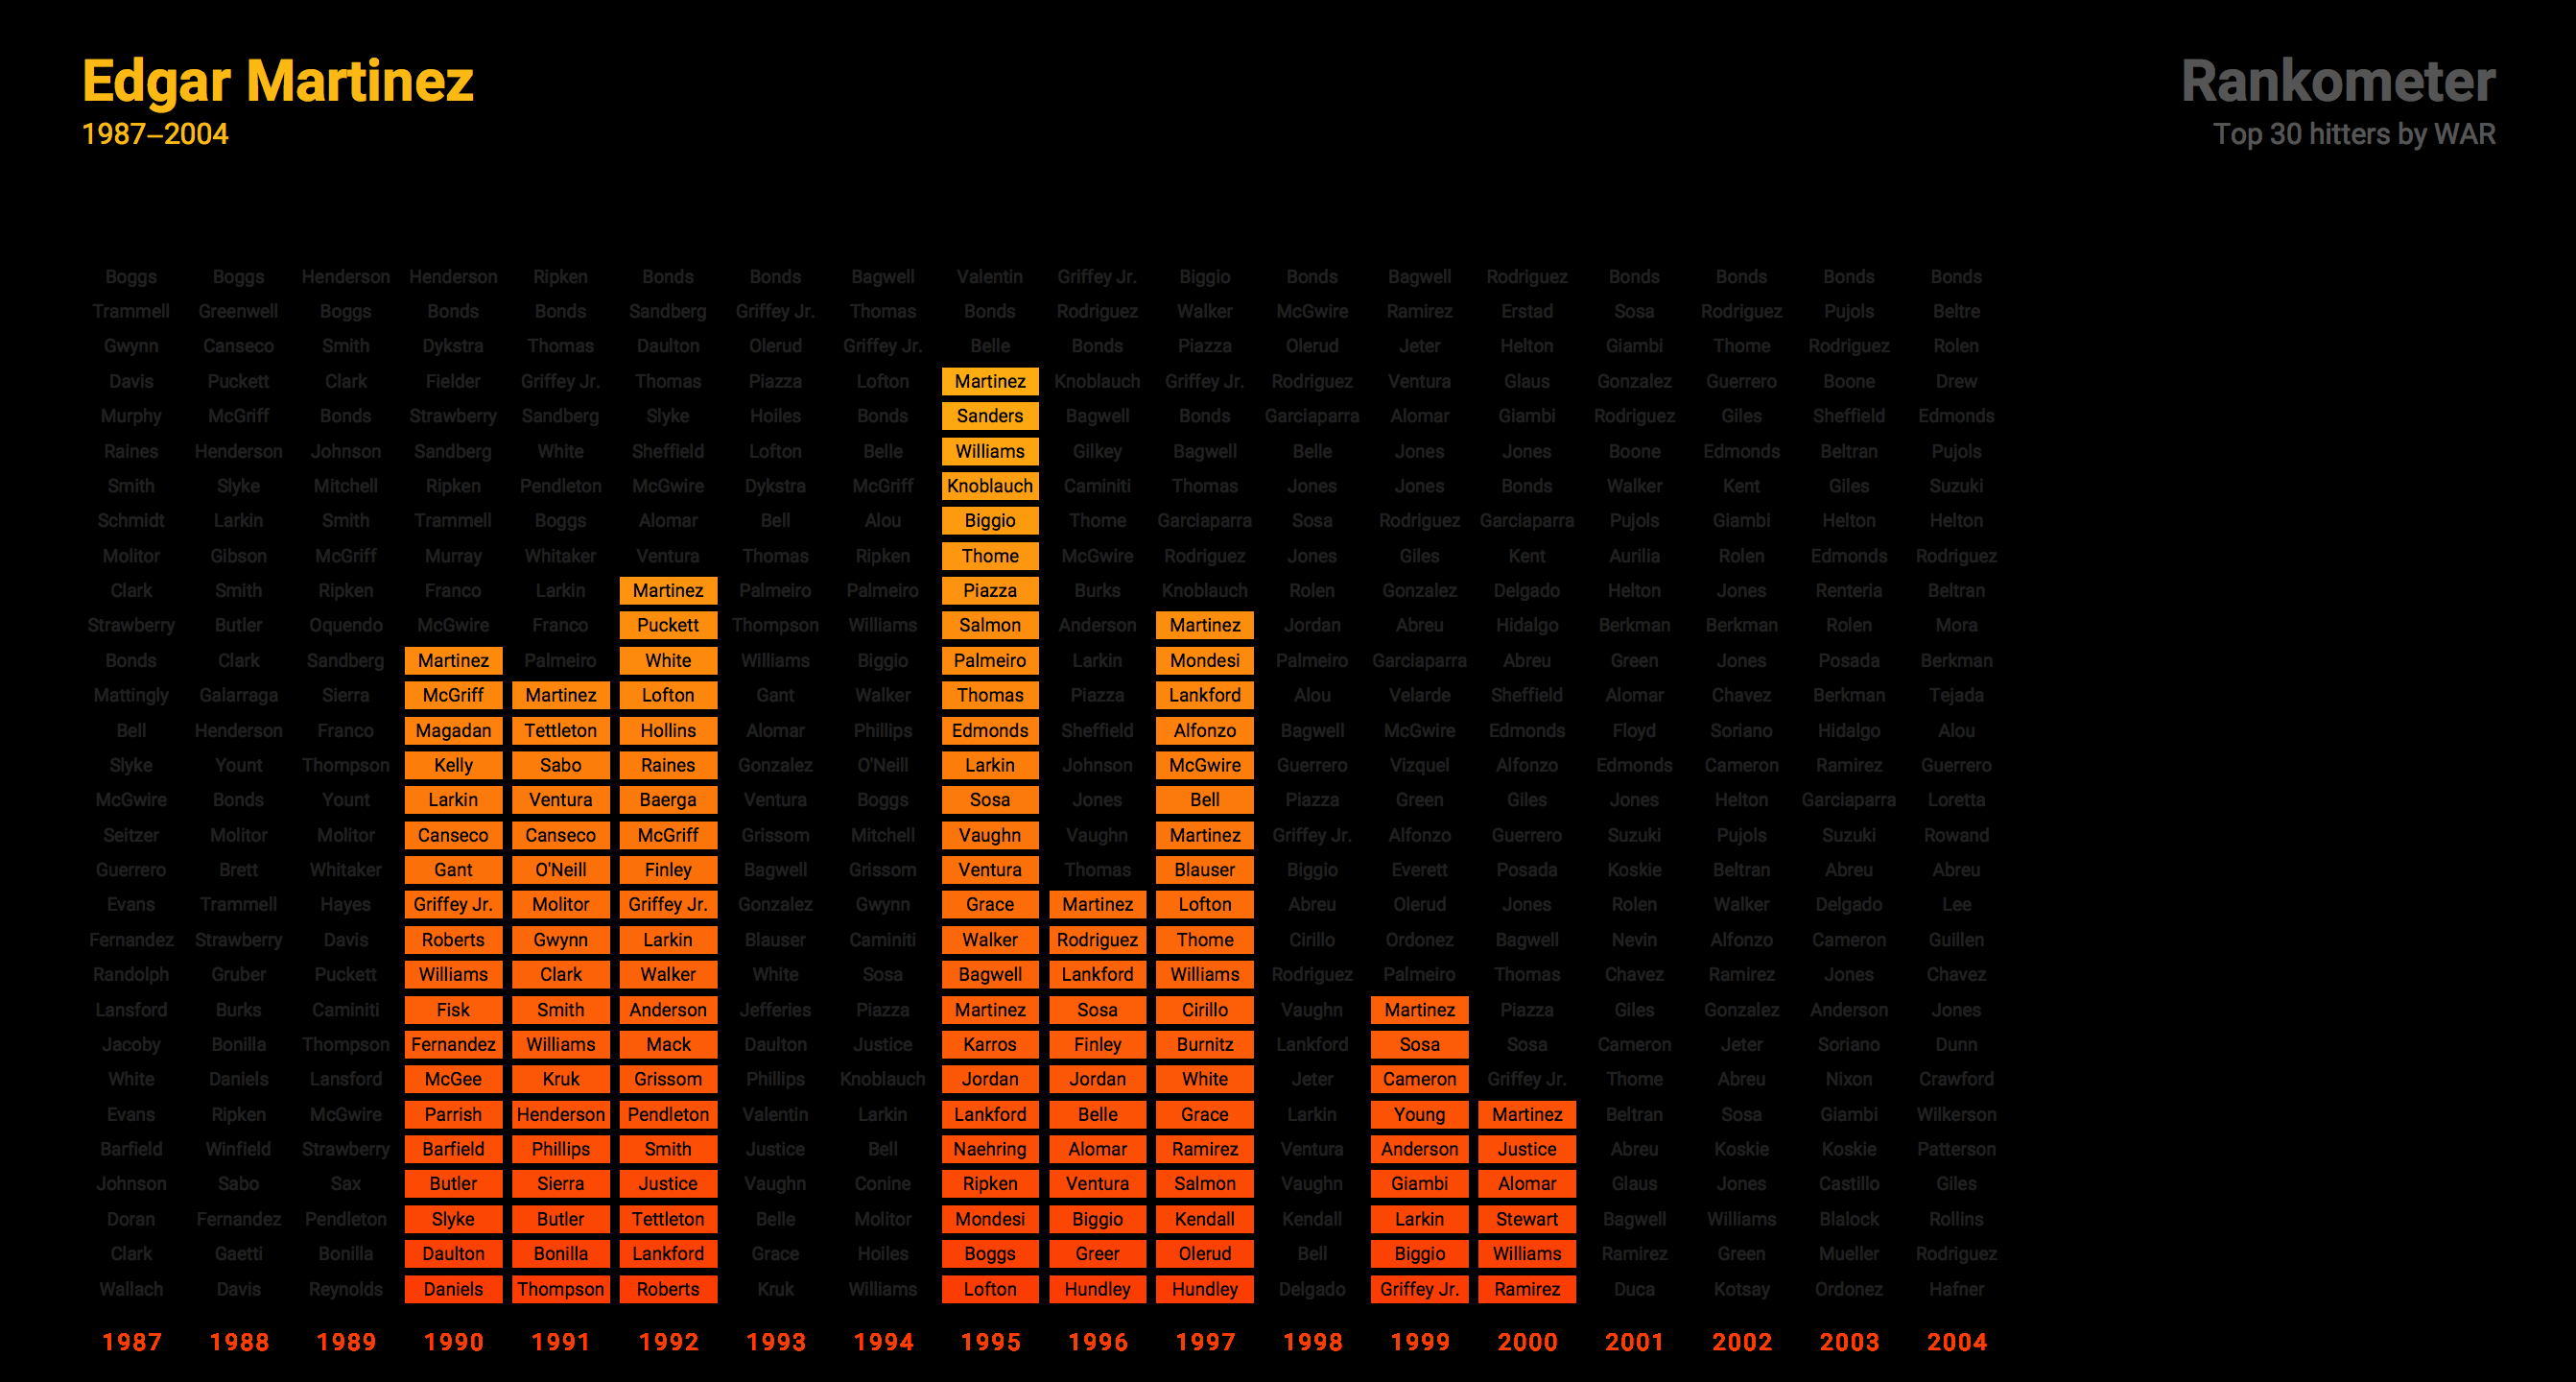 Edgar Martinez
1987–2004
Rankometer
Top 30 hitters by WAR
Boggs Boggs Henderson Henderson Ripken Bonds Bonds Bagwell Valentin Griffey Jr. Biggio Bonds Bagwell Rodriguez Bonds Bonds Bonds Bonds
Trammell Greenwell Boggs Bonds Bonds Sandberg Griffey Jr. Thomas Bonds Rodriguez Walker McGwire Ramirez Erstad Sosa Rodriguez Pujols Beltre
Gwynn Canseco Smith Dykstra Thomas Daulton Olerud Griffey Jr. Belle Bonds Piazza Olerud Jeter Helton Giambi Thome Rodriguez Rolen
Davis Puckett Clark Fielder Griffey Jr. Thomas Piazza Lofton Martinez Knoblauch Griffey Jr. Rodriguez Ventura Glaus Gonzalez Guerrero Boone Drew
Murphy McGriff Bonds Strawberry Sandberg Slyke Hoiles Bonds Sanders Bagwell Bonds Garciaparra Alomar Giambi Rodriguez Giles Sheffield Edmonds
Raines Henderson Johnson Sandberg White Sheffield Lofton Belle Williams Gilkey Bagwell Belle Jones Jones Boone Edmonds Beltran Pujols
Smith Slyke Mitchell Ripken Pendleton McGwire Dykstra McGriff Knoblauch Caminiti Thomas Jones Jones Bonds Walker Kent Giles Suzuki
Schmidt Larkin Smith Trammell Boggs Alomar Bell Alou Biggio Thome Garciaparra Sosa Rodriguez Garciaparra Pujols Giambi Helton Helton
Molitor Gibson McGriff Murray Whitaker Ventura Thomas Ripken Thome McGwire Rodriguez Jones Giles Kent Aurilia Rolen Edmonds Rodriguez
Clark Smith Ripken Franco Larkin Martinez Palmeiro Palmeiro Piazza Burks Knoblauch Rolen Gonzalez Delgado Helton Jones Renteria Beltran
Strawberry Butler Oquendo McGwire Franco Puckett Thompson Williams Salmon Anderson Martinez Jordan Abreu Hidalgo Berkman Berkman Rolen Mora
Bonds Clark Sandberg Martinez Palmeiro White Williams Biggio Palmeiro Larkin Mondesi Palmeiro Garciaparra Abreu Green Jones Posada Berkman
Mattingly Galarraga Sierra McGriff Martinez Lofton Gant Walker Thomas Piazza Lankford Alou Velarde Sheffield Alomar Chavez Berkman Tejada
Bell Henderson Franco Magadan Tettleton Hollins Alomar Phillips Edmonds Sheffield Alfonzo Bagwell McGwire Edmonds Floyd Soriano Hidalgo Alou
Slyke Yount Thompson Kelly Sabo Raines Gonzalez O'Neill Larkin Johnson McGwire Guerrero Vizquel Alfonzo Edmonds Cameron Ramirez Guerrero
McGwire Bonds Yount Larkin Ventura Baerga Ventura Boggs Sosa Jones Bell Piazza Green Giles Jones Helton Garciaparra Loretta
Seitzer Molitor Molitor Canseco Canseco McGriff Grissom Mitchell Vaughn Vaughn Martinez Griffey Jr. Alfonzo Guerrero Suzuki Pujols Suzuki Rowand
Guerrero Brett Whitaker Gant O'Neill Finley Bagwell Grissom Ventura Thomas Blauser Biggio Everett Posada Koskie Beltran Abreu Abreu
Evans Trammell Hayes Griffey Jr. Molitor Griffey Jr. Gonzalez Gwynn Grace Martinez Lofton Abreu Olerud Jones Rolen Walker Delgado Lee
Fernandez Strawberry Davis Roberts Gwynn Larkin Blauser Caminiti Walker Rodriguez Thome Cirillo Ordonez Bagwell Nevin Alfonzo Cameron Guillen
Randolph Gruber Puckett Williams Clark Walker White Sosa Bagwell Lankford Williams Rodriguez Palmeiro Thomas Chavez Ramirez Jones Chavez
Lansford Burks Caminiti Fisk Smith Anderson Jefferies Piazza Martinez Sosa Cirillo Vaughn Martinez Piazza Giles Gonzalez Anderson Jones
Jacoby Bonilla Thompson Fernandez Williams Mack Daulton Justice Karros Finley Burnitz Lankford Sosa Sosa Cameron Jeter Soriano Dunn
White Daniels Lansford McGee Kruk Grissom Phillips Knoblauch Jordan Jordan White Jeter Cameron Griffey Jr. Thome Abreu Nixon Crawford
Evans Ripken McGwire Parrish Henderson Pendleton Valentin Larkin Lankford Belle Grace Larkin Young Martinez Beltran Sosa Giambi Wilkerson
Barfield Winfield Strawberry Barfield Phillips Smith Justice Bell Naehring Alomar Ramirez Ventura Anderson Justice Abreu Koskie Koskie Patterson
Johnson Sabo Sax Butler Sierra Justice Vaughn Conine Ripken Ventura Salmon Vaughn Giambi Alomar Glaus Jones Castillo Giles
Doran Fernandez Pendleton Slyke Butler Tettleton Belle Molitor Mondesi Biggio Kendall Kendall Larkin Stewart Bagwell Williams Blalock Rollins
Clark Gaetti Bonilla Daulton Bonilla Lankford Grace Hoiles Boggs Greer Olerud Bell Biggio Williams Ramirez Green Mueller Rodriguez
Wallach Davis Reynolds Daniels Thompson Roberts Kruk Williams Lofton Hundley Hundley Delgado Griffey Jr. Ramirez Duca Kotsay Ordonez Hafner
1987 1988 1989 1990 1991 1992 1993 1994 1995 1996 1997 1998 1999 2000 2001 2002 2003 2004